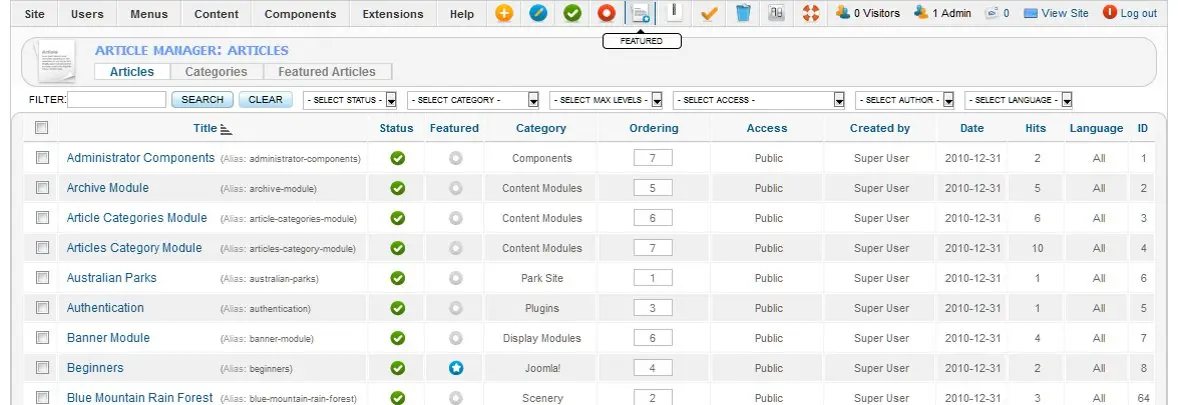 Site Users Menus Content Components Extensions Help 0 Visitors 1 Admin 0 View Site Log out
FEATURED
Article
ARTICLE MANAGER: ARTICLES
Articles Categories Featured Articles
FILTER: SEARCH CLEAR - SELECT STATUS - - SELECT CATEGORY - - SELECT MAX LEVELS - - SELECT ACCESS - - SELECT AUTHOR - - SELECT LANGUAGE -
Title Status Featured Category Ordering Access Created by Date Hits Language ID
Administrator Components (Alias: administrator-components) Components 7 Public Super User 2010-12-31 2 All 1
Archive Module (Alias: archive-module) Content Modules 5 Public Super User 2010-12-31 5 All 2
Article Categories Module (Alias: article-categories-module) Content Modules 6 Public Super User 2010-12-31 6 All 3
Articles Category Module (Alias: articles-category-module) Content Modules 7 Public Super User 2010-12-31 10 All 4
Australian Parks (Alias: australian-parks) Park Site 1 Public Super User 2010-12-31 1 All 6
Authentication (Alias: authentication) Plugins 3 Public Super User 2010-12-31 1 All 5
Banner Module (Alias: banner-module) Display Modules 6 Public Super User 2010-12-31 4 All 7
Beginners (Alias: beginners) Joomla! 4 Public Super User 2010-12-31 2 All 8
Blue Mountain Rain Forest (Alias: blue-mountain-rain-forest) Scenery 2 Public Super User 2010-12-31 3 All 64